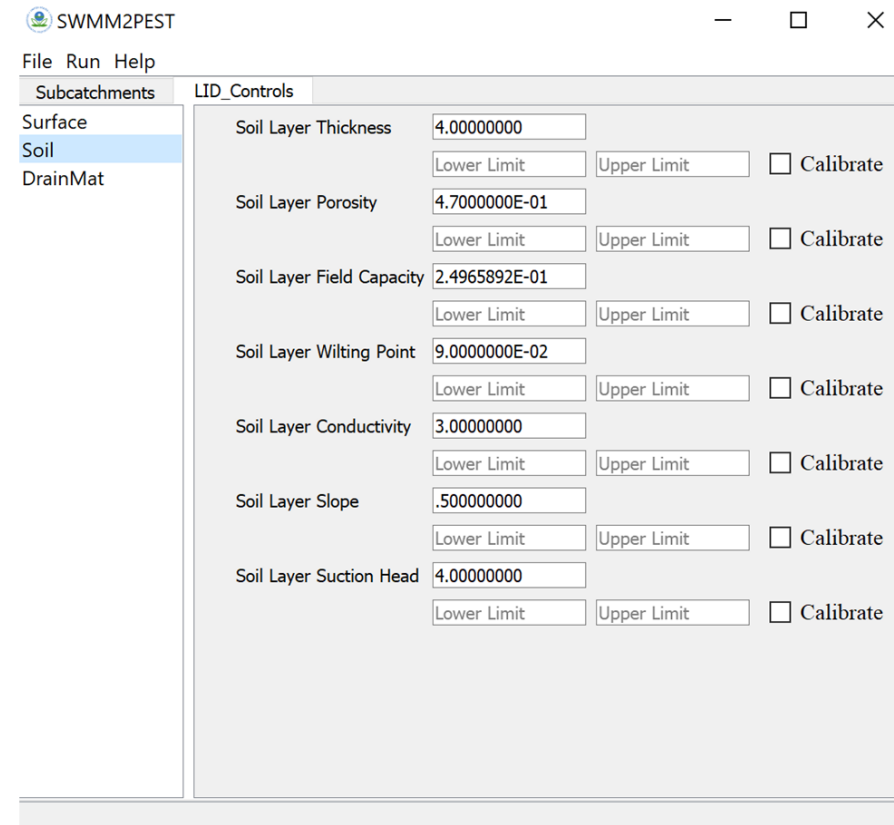 SWMM2PEST
File Run Help
Subcatchments LID_Controls
Surface
Soil
DrainMat
Soil Layer Thickness 4.00000000
Lower Limit Upper Limit Calibrate
Soil Layer Porosity 4.7000000E-01
Lower Limit Upper Limit Calibrate
Soil Layer Field Capacity 2.4965892E-01
Lower Limit Upper Limit Calibrate
Soil Layer Wilting Point 9.0000000E-02
Lower Limit Upper Limit Calibrate
Soil Layer Conductivity 3.00000000
Lower Limit Upper Limit Calibrate
Soil Layer Slope .500000000
Lower Limit Upper Limit Calibrate
Soil Layer Suction Head 4.00000000
Lower Limit Upper Limit Calibrate